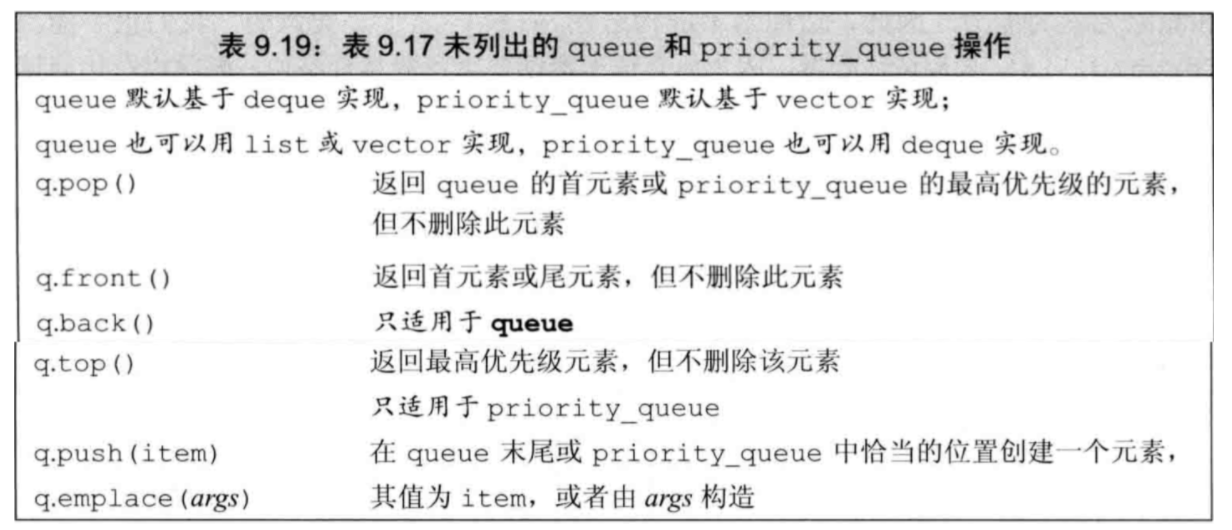 表 9.19：表 9.17 未列出的 queue 和 priority_queue 操作
queue 默认基于 deque 实现，priority_queue 默认基于 vector 实现；
queue 也可以用 list 或 vector 实现，priority_queue 也可以用 deque 实现。
q.pop() 返回 queue 的首元素或 priority_queue 的最高优先级的元素，
但不删除此元素
q.front() 返回首元素或尾元素，但不删除此元素
q.back() 只适用于 queue
q.top() 返回最高优先级元素，但不删除该元素
只适用于 priority_queue
q.push(item) 在 queue 末尾或 priority_queue 中恰当的位置创建一个元素，
q.emplace(args) 其值为 item，或者由 args 构造